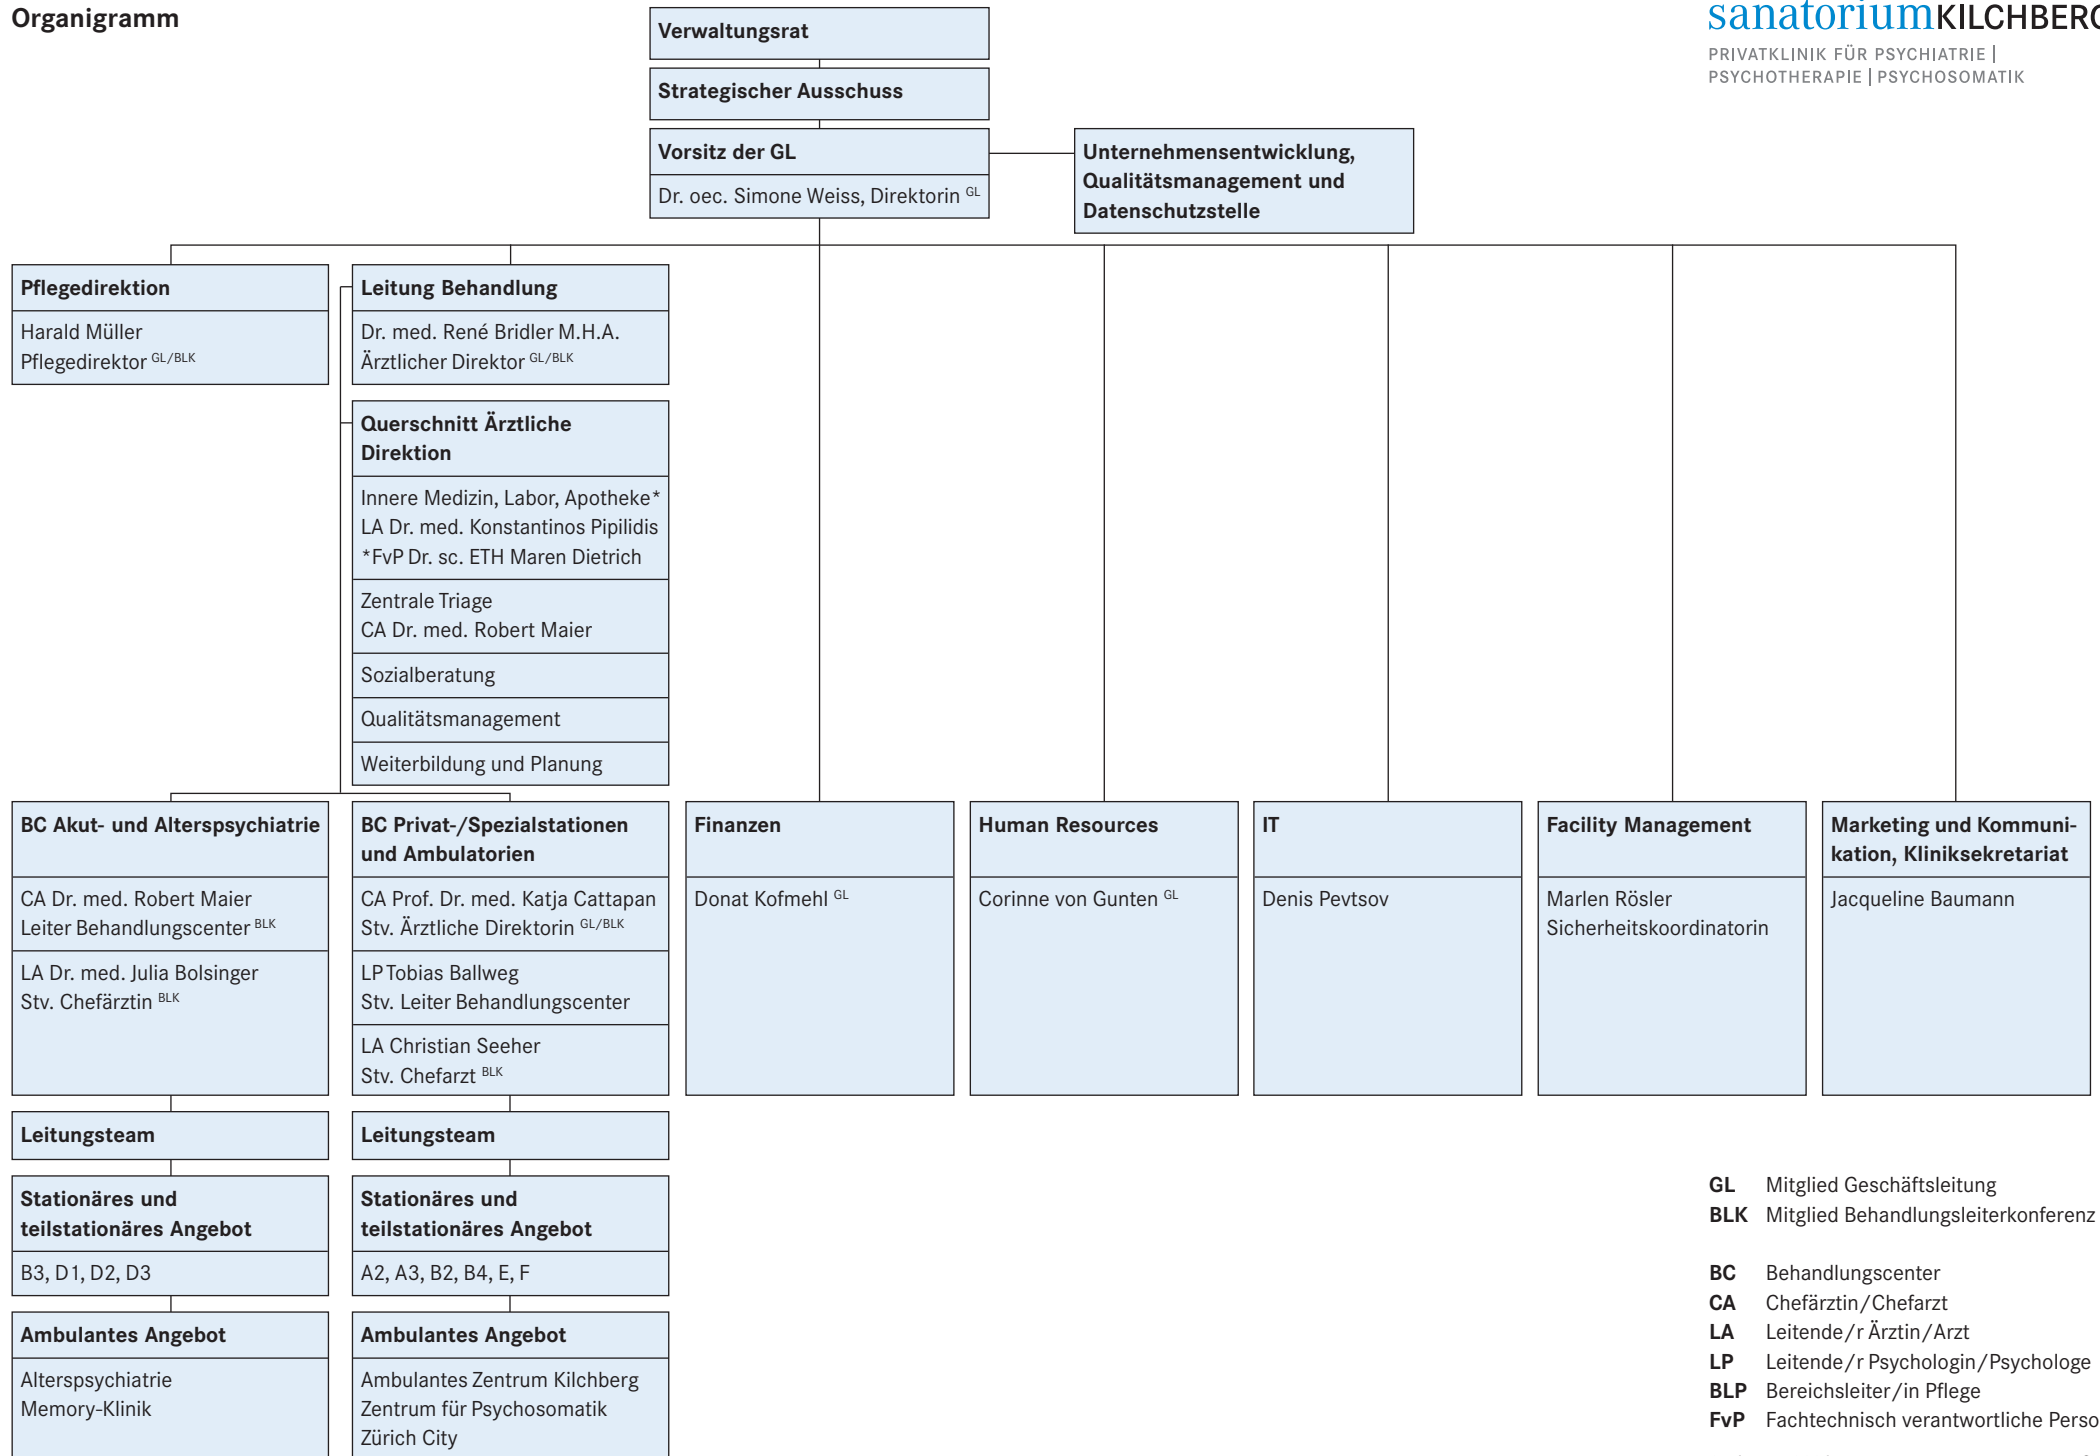 Organigramm
sanatoriumKILCHBERG
PRIVATKLINIK FÜR PSYCHIATRIE |
PSYCHOTHERAPIE | PSYCHOSOMATIK
Verwaltungsrat
Strategischer Ausschuss
Vorsitz der GL
Dr. oec. Simone Weiss, Direktorin GL
Unternehmensentwicklung,
Qualitätsmanagement und
Datenschutzstelle
Pflegedirektion
Harald Müller
Pflegedirektor GL/BLK
Leitung Behandlung
Dr. med. René Bridler M.H.A.
Ärztlicher Direktor GL/BLK
Querschnitt Ärztliche
Direktion
Innere Medizin, Labor, Apotheke*
LA Dr. med. Konstantinos Pipilidis
*FvP Dr. sc. ETH Maren Dietrich
Zentrale Triage
CA Dr. med. Robert Maier
Sozialberatung
Qualitätsmanagement
Weiterbildung und Planung
BC Akut- und Alterspsychiatrie
CA Dr. med. Robert Maier
Leiter Behandlungscenter BLK
LA Dr. med. Julia Bolsinger
Stv. Chefärztin BLK
Leitungsteam
Stationäres und
teilstationäres Angebot
B3, D1, D2, D3
Ambulantes Angebot
Alterspsychiatrie
Memory-Klinik
BC Privat-/Spezialstationen
und Ambulatorien
CA Prof. Dr. med. Katja Cattapan
Stv. Ärztliche Direktorin GL/BLK
LP Tobias Ballweg
Stv. Leiter Behandlungscenter
LA Christian Seeher
Stv. Chefarzt BLK
Leitungsteam
Stationäres und
teilstationäres Angebot
A2, A3, B2, B4, E, F
Ambulantes Angebot
Ambulantes Zentrum Kilchberg
Zentrum für Psychosomatik
Zürich City
Finanzen
Donat Kofmehl GL
Human Resources
Corinne von Gunten GL
IT
Denis Pevtsov
Facility Management
Marlen Rösler
Sicherheitskoordinatorin
Marketing und Kommuni-
kation, Kliniksekretariat
Jacqueline Baumann
GL Mitglied Geschäftsleitung
BLK Mitglied Behandlungsleiterkonferenz
BC Behandlungscenter
CA Chefärztin/Chefarzt
LA Leitende/r Ärztin/Arzt
LP Leitende/r Psychologin/Psychologe
BLP Bereichsleiter/in Pflege
FvP Fachtechnisch verantwortliche Perso